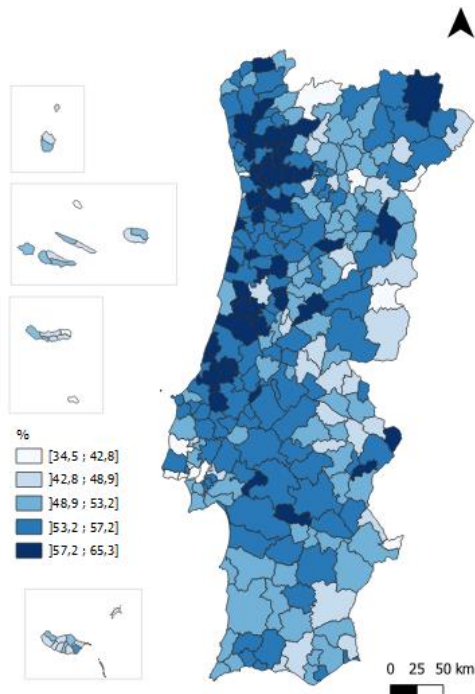 %
]34,5 ; 42,8]
]42,8 ; 48,9]
]48,9 ; 53,2]
]53,2 ; 57,2]
]57,2 ; 65,3]
0 25 50 km